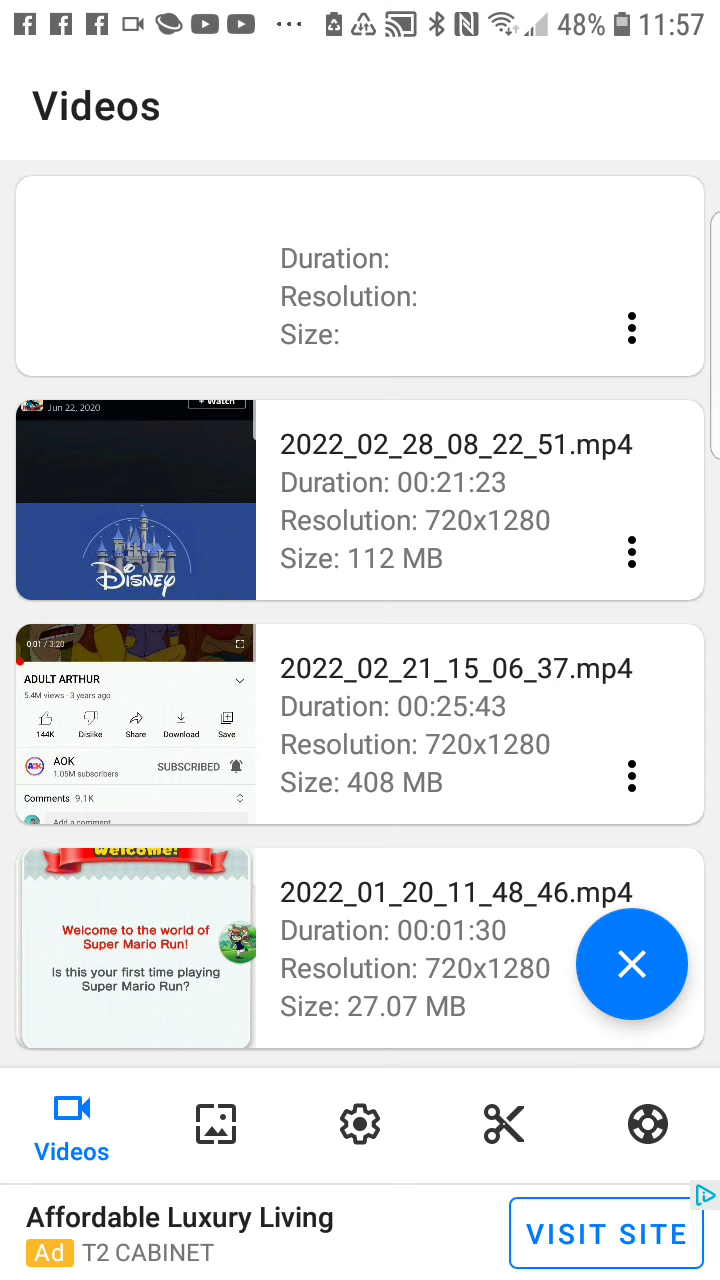 48% 11:57
Videos
Duration:
Resolution:
Size:
Jun 22, 2020
+ Watch
Disney
2022_02_28_08_22_51.mp4
Duration: 00:21:23
Resolution: 720x1280
Size: 112 MB
0:01 / 3:20
ADULT ARTHUR
5.4M views · 3 years ago
144K Dislike Share Download Save
AOK
AOK
1.05M subscribers
SUBSCRIBED
Comments 9.1K
Add a comment
2022_02_21_15_06_37.mp4
Duration: 00:25:43
Resolution: 720x1280
Size: 408 MB
Welcome!
Welcome to the world of
Super Mario Run!
Is this your first time playing
Super Mario Run?
2022_01_20_11_48_46.mp4
Duration: 00:01:30
Resolution: 720x1280
Size: 27.07 MB
Videos
Affordable Luxury Living
Ad T2 CABINET
VISIT SITE